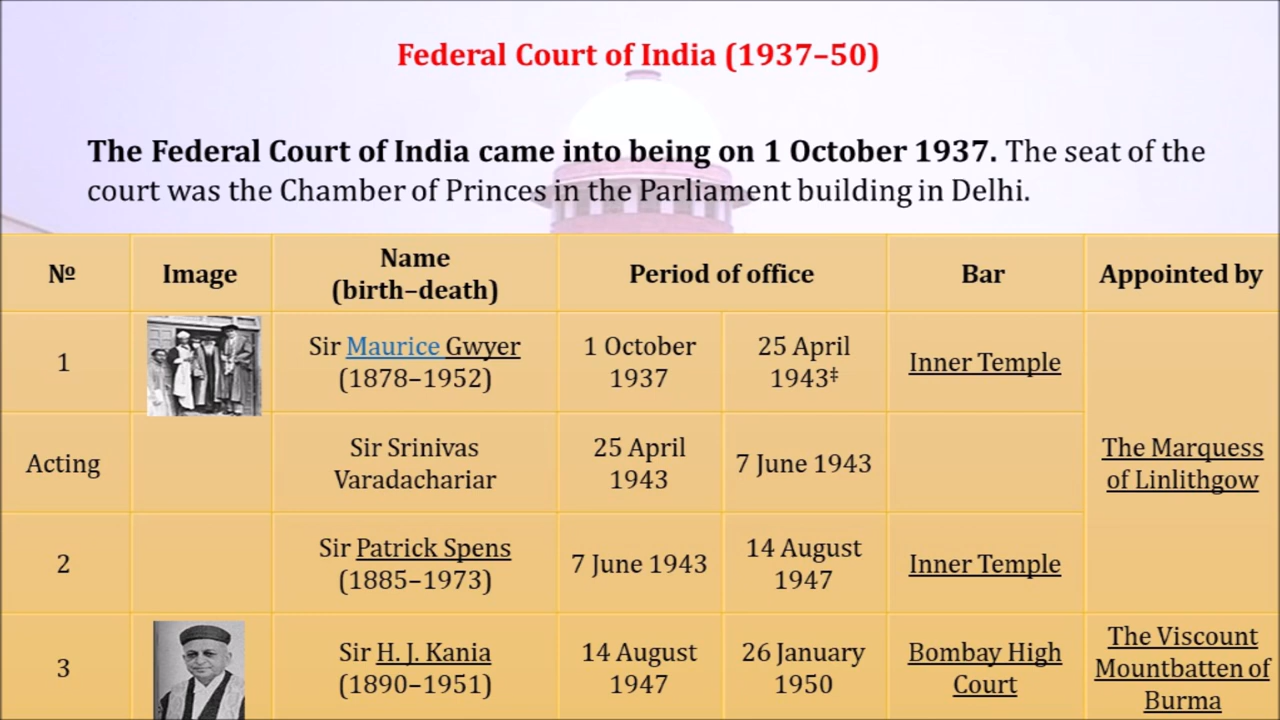 Federal Court of India (1937–50)
The Federal Court of India came into being on 1 October 1937. The seat of the
court was the Chamber of Princes in the Parliament building in Delhi.
№ Image Name Period of office Bar Appointed by
(birth–death)
1 Sir Maurice Gwyer 1 October 25 April Inner Temple
(1878–1952) 1937 1943‡
Acting Sir Srinivas 25 April 7 June 1943 The Marquess
Varadachariar 1943 of Linlithgow
2 Sir Patrick Spens 7 June 1943 14 August Inner Temple
(1885–1973) 1947
3 Sir H. J. Kania 14 August 26 January Bombay High The Viscount
(1890–1951) 1947 1950 Court Mountbatten of
Burma